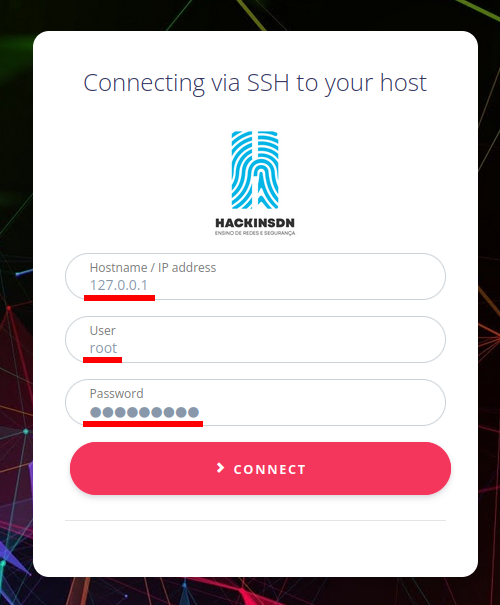 Connecting via SSH to your host
HACKINSDN
ENSINO DE REDES E SEGURANÇA
Hostname / IP address
127.0.0.1
User
root
Password
●●●●●●●●●
CONNECT